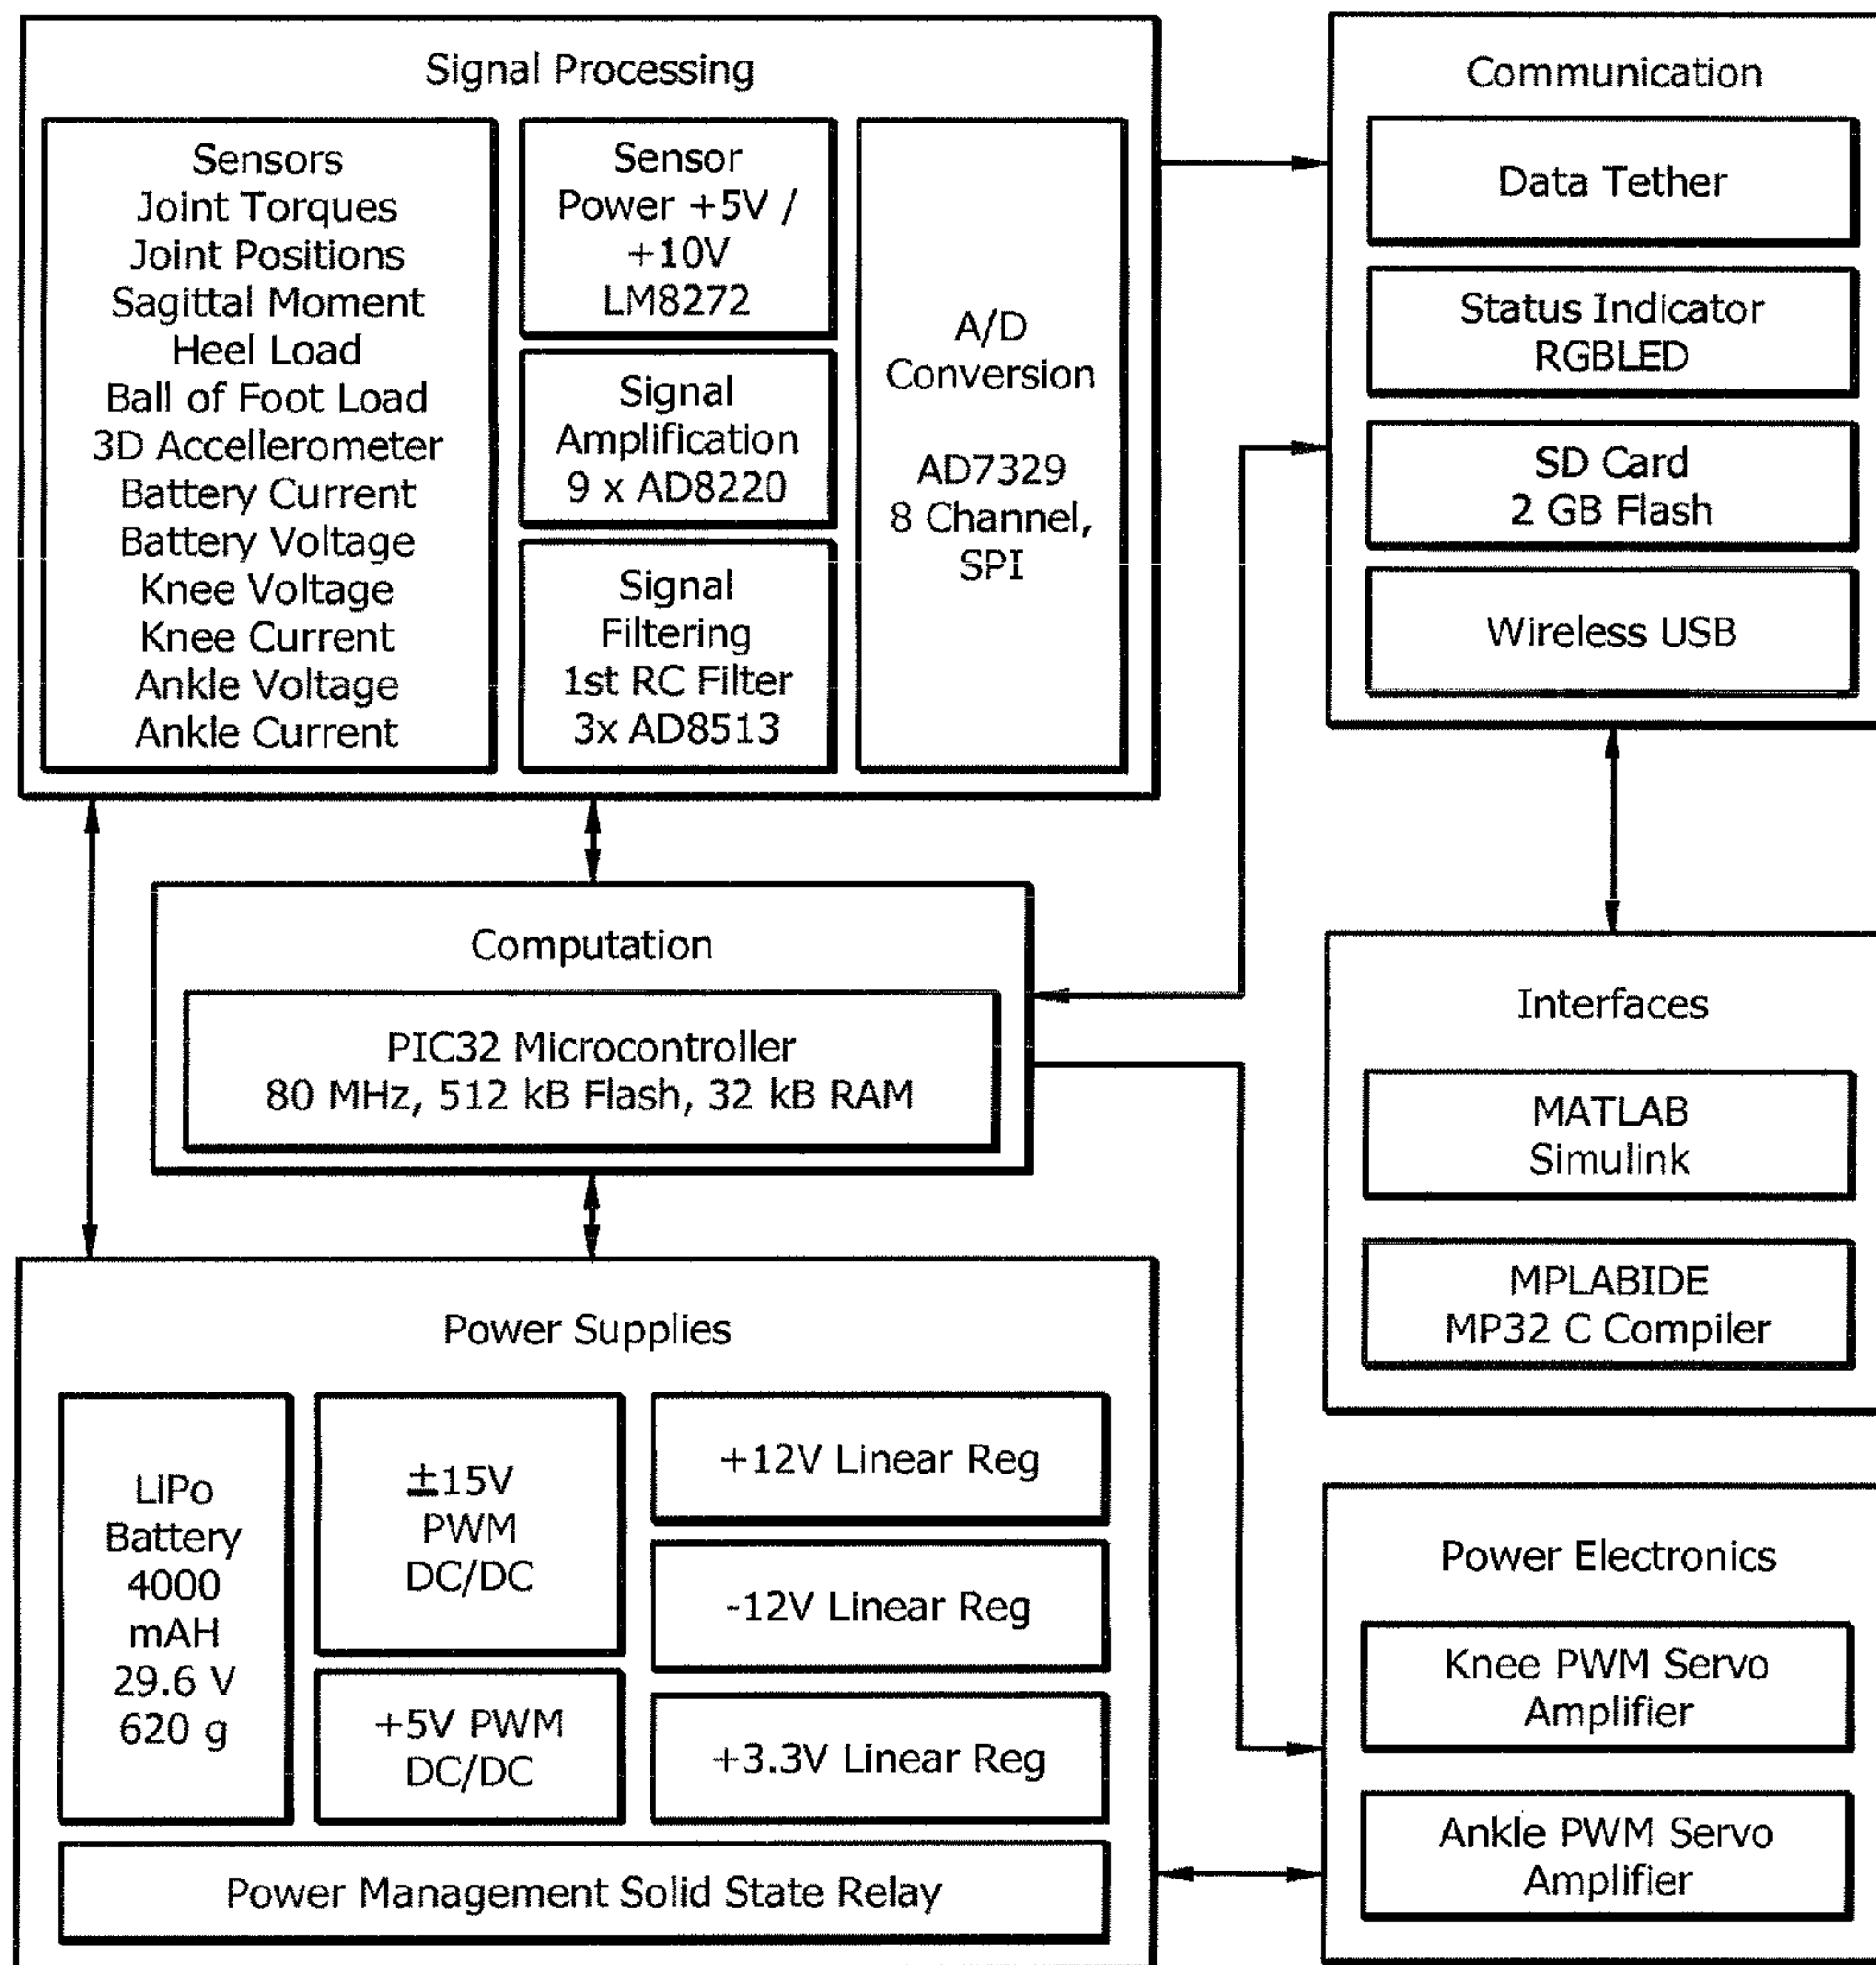 Signal Processing
Sensors
Joint Torques
Joint Positions
Sagittal Moment
Heel Load
Ball of Foot Load
3D Accellerometer
Battery Current
Battery Voltage
Knee Voltage
Knee Current
Ankle Voltage
Ankle Current
Sensor
Power +5V /
+10V
LM8272
Signal
Amplification
9 x AD8220
Signal
Filtering
1st RC Filter
3x AD8513
A/D
Conversion
AD7329
8 Channel,
SPI
Communication
Data Tether
Status Indicator
RGBLED
SD Card
2 GB Flash
Wireless USB
Computation
PIC32 Microcontroller
80 MHz, 512 kB Flash, 32 kB RAM
Interfaces
MATLAB
Simulink
MPLABIDE
MP32 C Compiler
Power Supplies
LiPo
Battery
4000
mAH
29.6 V
620 g
±15V
PWM
DC/DC
+5V PWM
DC/DC
+12V Linear Reg
-12V Linear Reg
+3.3V Linear Reg
Power Management Solid State Relay
Power Electronics
Knee PWM Servo
Amplifier
Ankle PWM Servo
Amplifier